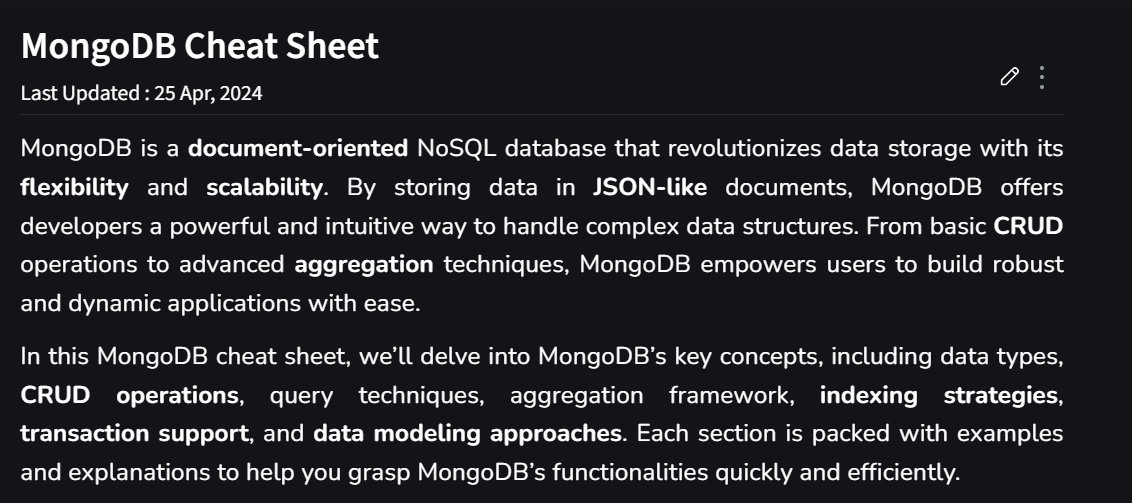 MongoDB Cheat Sheet
Last Updated : 25 Apr, 2024
MongoDB is a document-oriented NoSQL database that revolutionizes data storage with its
flexibility and scalability. By storing data in JSON-like documents, MongoDB offers
developers a powerful and intuitive way to handle complex data structures. From basic CRUD
operations to advanced aggregation techniques, MongoDB empowers users to build robust
and dynamic applications with ease.
In this MongoDB cheat sheet, we’ll delve into MongoDB’s key concepts, including data types,
CRUD operations, query techniques, aggregation framework, indexing strategies,
transaction support, and data modeling approaches. Each section is packed with examples
and explanations to help you grasp MongoDB’s functionalities quickly and efficiently.